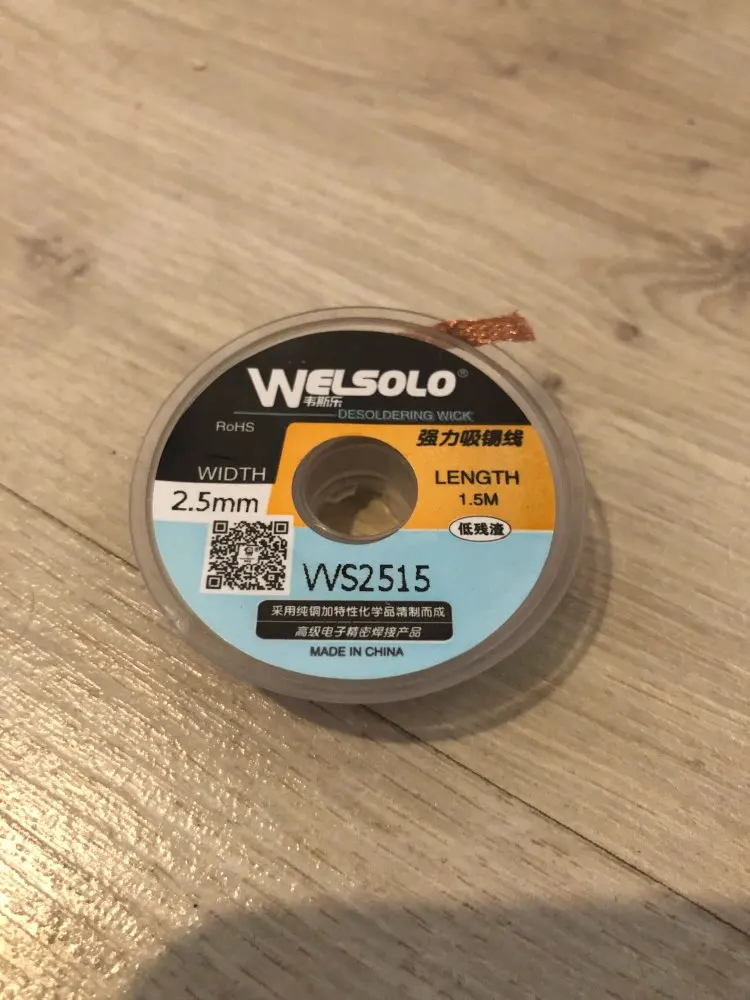 WELSOLO®
韦斯乐
DESOLDERING WICK
RoHS
强力吸锡线
WIDTH
2.5mm
LENGTH
1.5M
低残渣
WS2515
采用纯铜加特性化学品精制而成
高级电子精密焊接产品
MADE IN CHINA